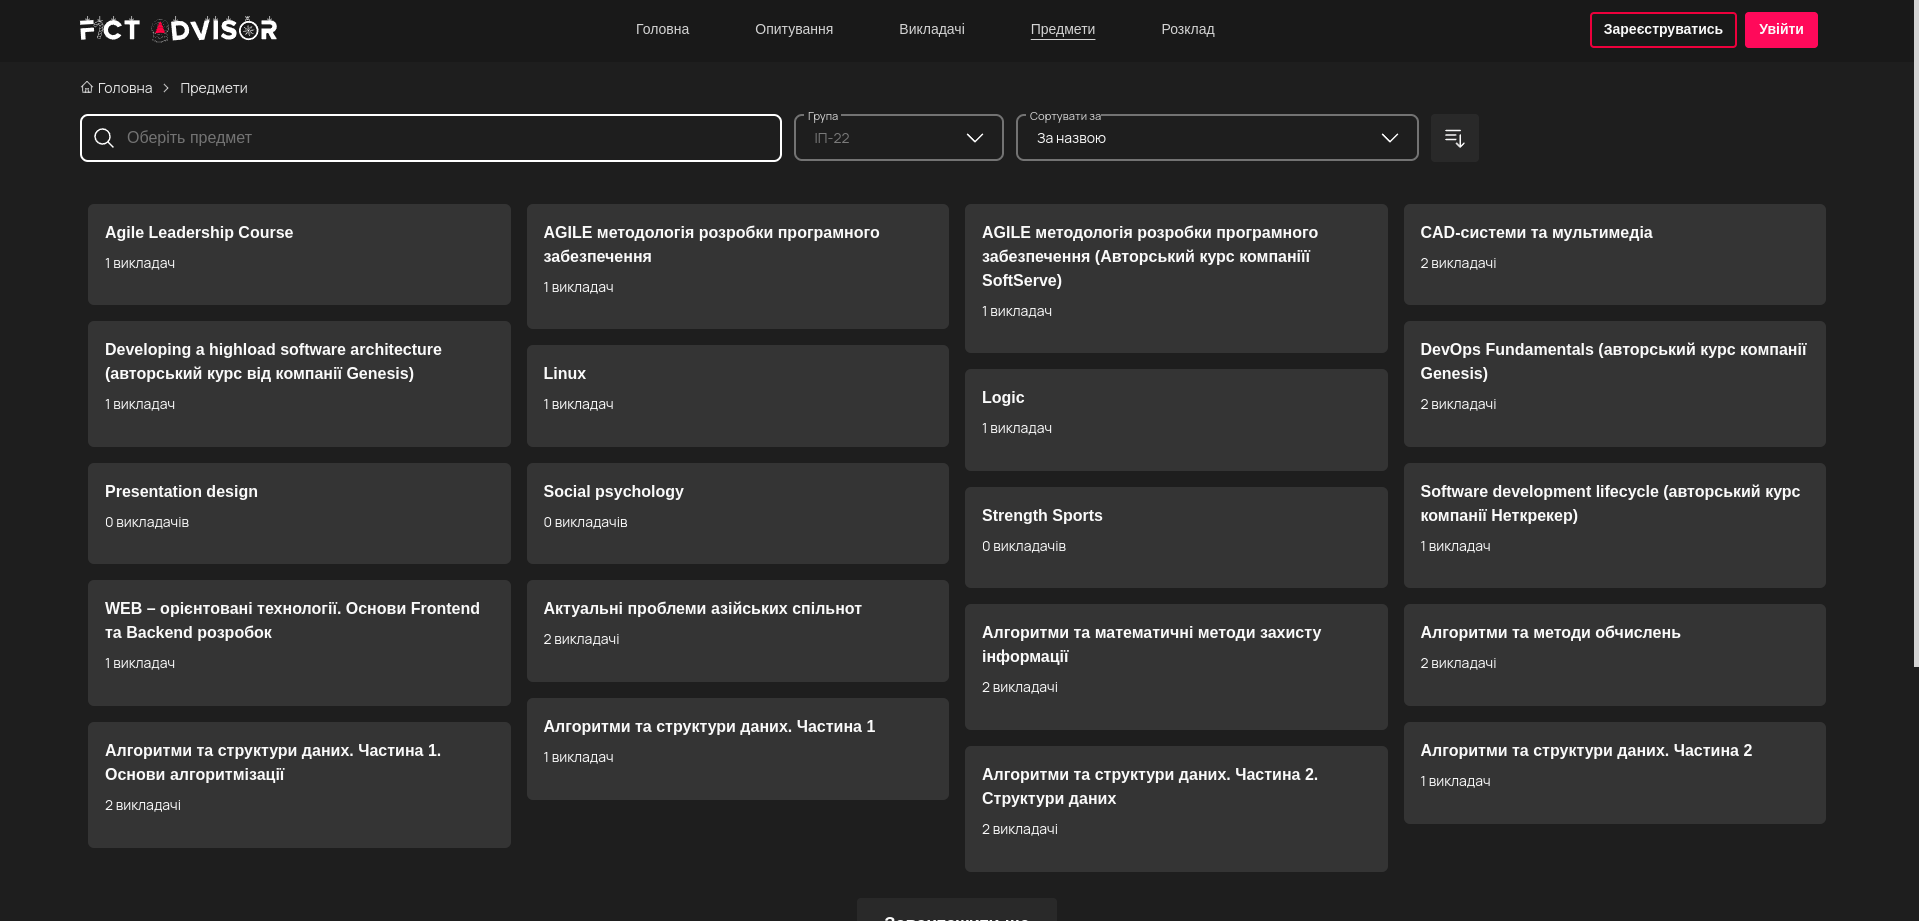 FICT ADVISOR
Головна
Опитування
Викладачі
Предмети
Розклад
Зареєструватись
Увійти
Головна
Предмети
Оберіть предмет
Група
ІП-22
Сортувати за
За назвою
Agile Leadership Course
1 викладач
AGILE методологія розробки програмного
забезпечення
1 викладач
AGILE методологія розробки програмного
забезпечення (Авторський курс компаніїї
SoftServe)
1 викладач
CAD-системи та мультимедіа
2 викладачі
Developing a highload software architecture
(авторський курс від компанії Genesis)
1 викладач
Linux
1 викладач
Logic
1 викладач
DevOps Fundamentals (авторський курс компанії
Genesis)
2 викладачі
Presentation design
0 викладачів
Social psychology
0 викладачів
Strength Sports
0 викладачів
Software development lifecycle (авторський курс
компанії Неткрекер)
1 викладач
WEB – орієнтовані технології. Основи Frontend
та Backend розробок
1 викладач
Актуальні проблеми азійських спільнот
2 викладачі
Алгоритми та математичні методи захисту
інформації
2 викладачі
Алгоритми та методи обчислень
2 викладачі
Алгоритми та структури даних. Частина 1.
Основи алгоритмізації
2 викладачі
Алгоритми та структури даних. Частина 1
1 викладач
Алгоритми та структури даних. Частина 2.
Структури даних
2 викладачі
Алгоритми та структури даних. Частина 2
1 викладач